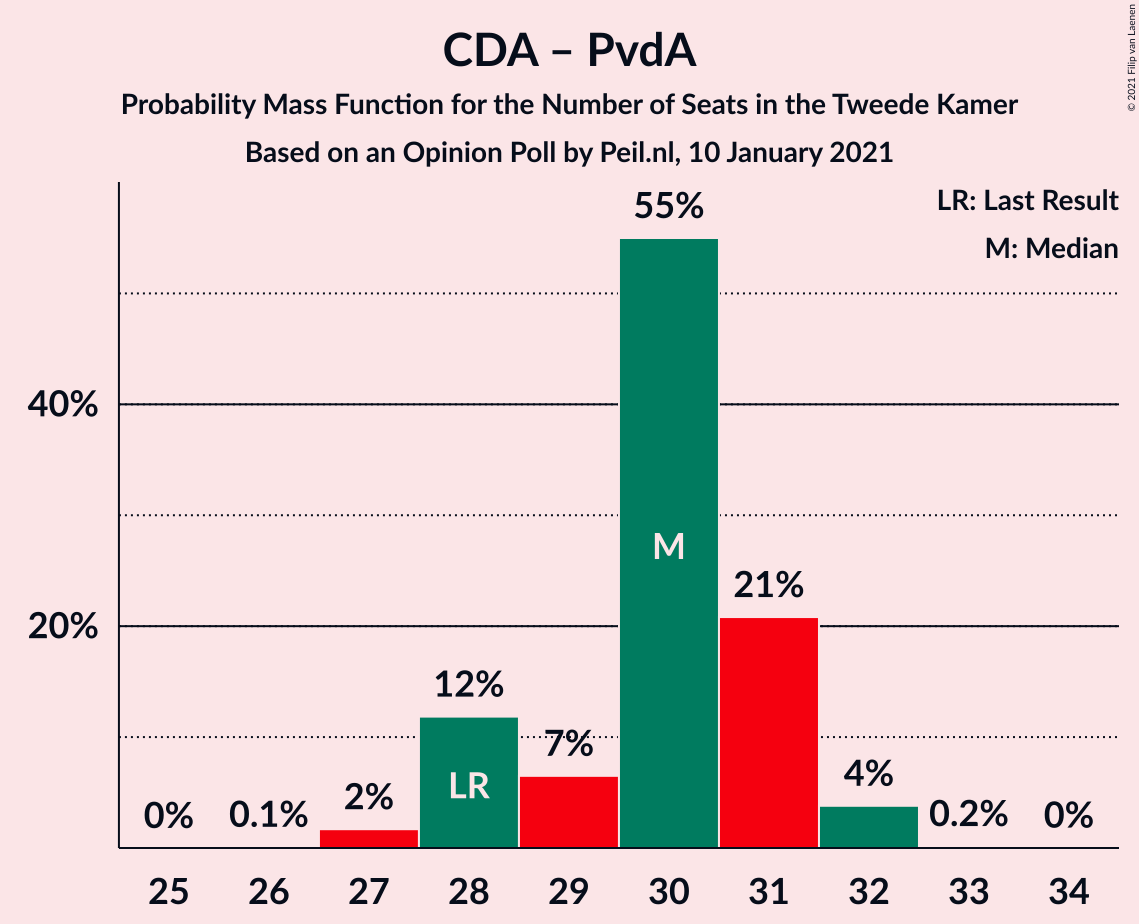 CDA – PvdA
Probability Mass Function for the Number of Seats in the Tweede Kamer
Based on an Opinion Poll by Peil.nl, 10 January 2021
© 2021 Filip van Laenen
LR: Last Result
M: Median
40%
20%
0%
0.1%
2%
12%
7%
55%
21%
4%
0.2%
0%
LR
M
25 26 27 28 29 30 31 32 33 34